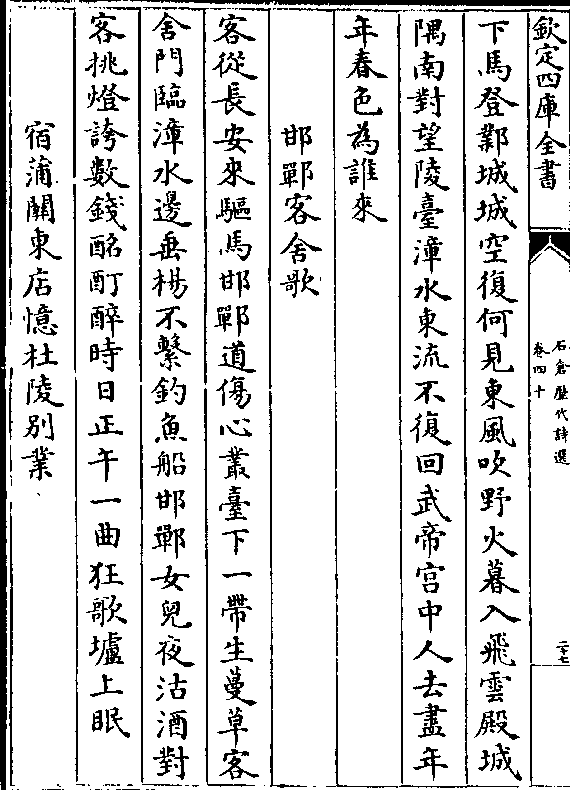 欽定四庫全書
石倉歷代詩選
卷四十
二十七
下馬登鄴城城空復何見東風吹野火暮入飛雲殿城
隅南對望陵臺漳水東流不復回武帝宫中人去盡年
年春色為誰來
邯鄲客舍歌
客從長安來驅馬邯鄲道傷心叢臺下一帶生蔓草客
舍門臨漳水邊垂楊不繫釣魚船邯鄲女兒夜沽酒對
客挑燈誇數錢酩酊醉時日正午一曲狂歌壚上眠
宿蒲關東店憶杜陵别業